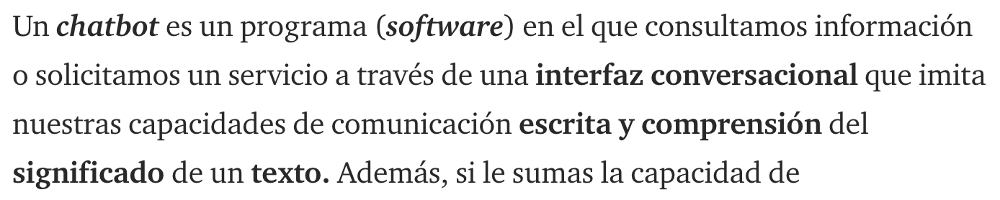 Un chatbot es un programa (software) en el que consultamos información
o solicitamos un servicio a través de una interfaz conversacional que imita
nuestras capacidades de comunicación escrita y comprensión del
significado de un texto. Además, si le sumas la capacidad de